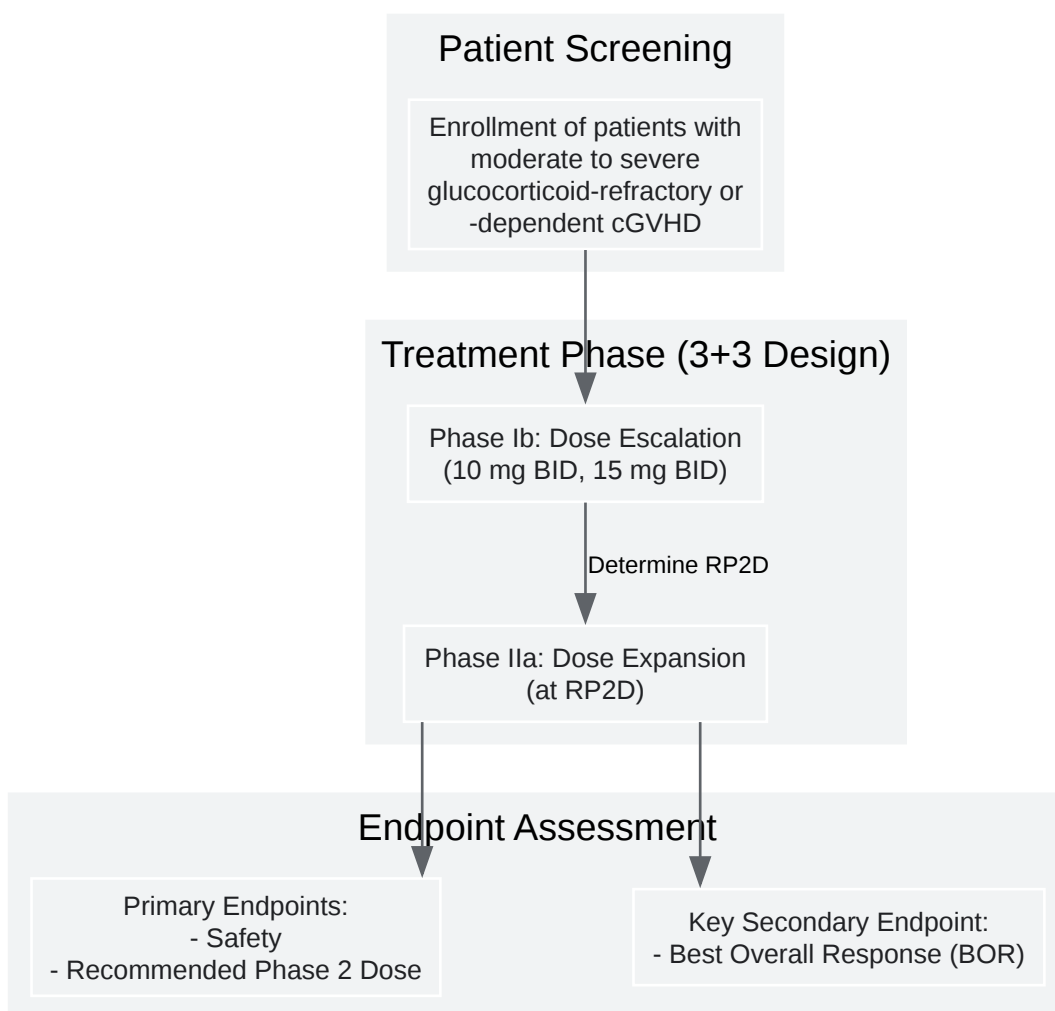 Patient Screening
Enrollment of patients with
moderate to severe
glucocorticoid-refractory or
-dependent cGVHD
Treatment Phase (3+3 Design)
Phase Ib: Dose Escalation
(10 mg BID, 15 mg BID)
Determine RP2D
Phase IIa: Dose Expansion
(at RP2D)
Endpoint Assessment
Primary Endpoints:
- Safety
- Recommended Phase 2 Dose
Key Secondary Endpoint:
- Best Overall Response (BOR)